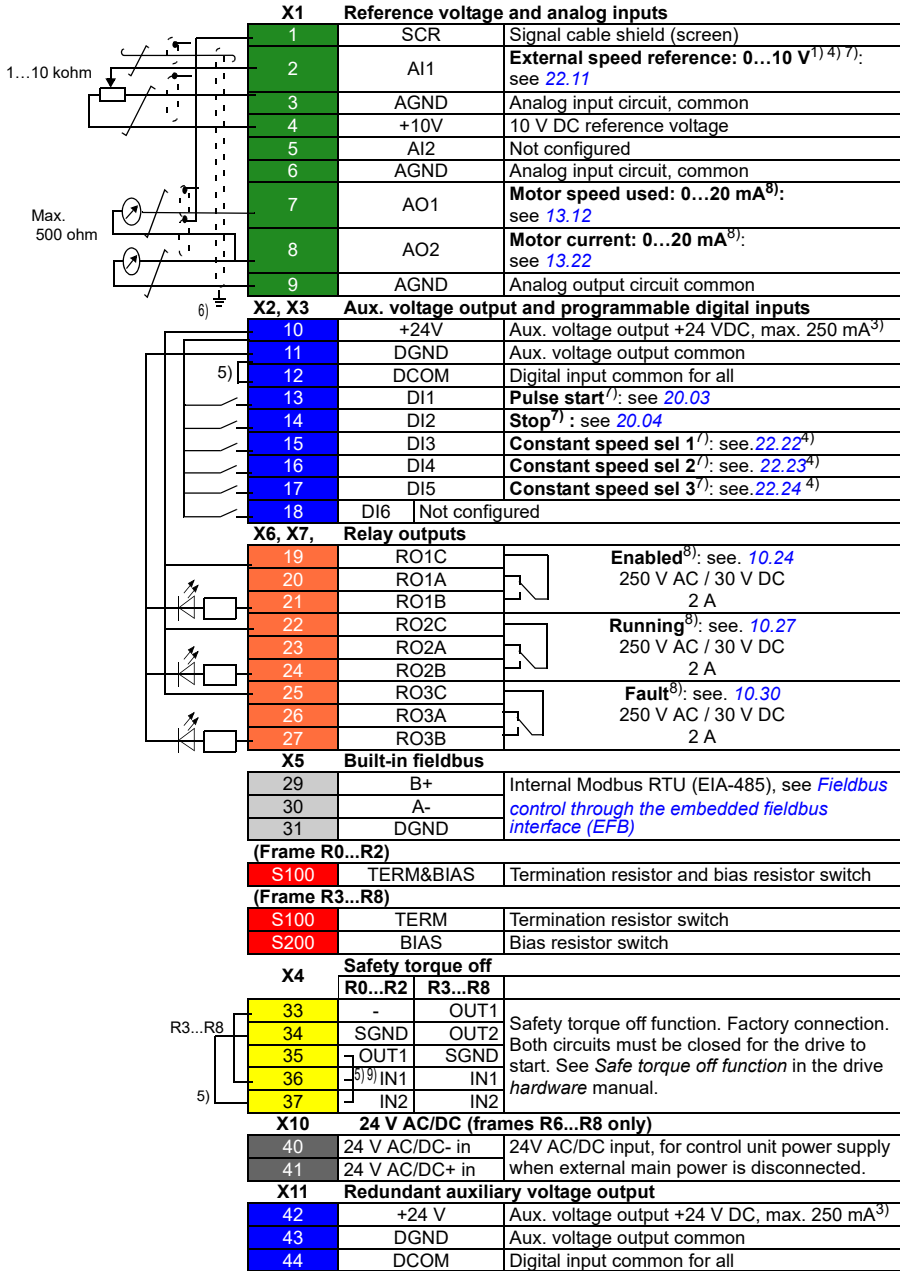 X1 Reference voltage and analog inputs
1 SCR Signal cable shield (screen)
1…10 kohm
2 AI1 External speed reference: 0…10 V1) 4) 7):
see 22.11
3 AGND Analog input circuit, common
4 +10V 10 V DC reference voltage
5 AI2 Not configured
6 AGND Analog input circuit, common
Max.
500 ohm
7 AO1 Motor speed used: 0…20 mA8):
see 13.12
8 AO2 Motor current: 0…20 mA8):
see 13.22
9 AGND Analog output circuit common
6)
X2, X3 Aux. voltage output and programmable digital inputs
10 +24V Aux. voltage output +24 VDC, max. 250 mA3)
11 DGND Aux. voltage output common
5)
12 DCOM Digital input common for all
13 DI1 Pulse start7): see 20.03
14 DI2 Stop7) : see 20.04
15 DI3 Constant speed sel 17): see.22.224)
16 DI4 Constant speed sel 27): see. 22.234)
17 DI5 Constant speed sel 37): see.22.24 4)
18 DI6 Not configured
X6, X7, Relay outputs
19 RO1C Enabled8): see. 10.24
20 RO1A 250 V AC / 30 V DC
21 RO1B 2 A
22 RO2C Running8): see. 10.27
23 RO2A 250 V AC / 30 V DC
24 RO2B 2 A
25 RO3C Fault8): see. 10.30
26 RO3A 250 V AC / 30 V DC
27 RO3B 2 A
X5 Built-in fieldbus
29 B+ Internal Modbus RTU (EIA-485), see Fieldbus
30 A- control through the embedded fieldbus
31 DGND interface (EFB)
(Frame R0...R2)
S100 TERM&BIAS Termination resistor and bias resistor switch
(Frame R3...R8)
S100 TERM Termination resistor switch
S200 BIAS Bias resistor switch
X4 Safety torque off
R0...R2 R3...R8
R3...R8
5)
33 - OUT1
34 SGND OUT2
35 OUT1 SGND
36 5) 9) IN1 IN1
37 IN2 IN2
Safety torque off function. Factory connection.
Both circuits must be closed for the drive to
start. See Safe torque off function in the drive
hardware manual.
X10 24 V AC/DC (frames R6...R8 only)
40 24 V AC/DC- in 24V AC/DC input, for control unit power supply
41 24 V AC/DC+ in when external main power is disconnected.
X11 Redundant auxiliary voltage output
42 +24 V Aux. voltage output +24 V DC, max. 250 mA3)
43 DGND Aux. voltage output common
44 DCOM Digital input common for all